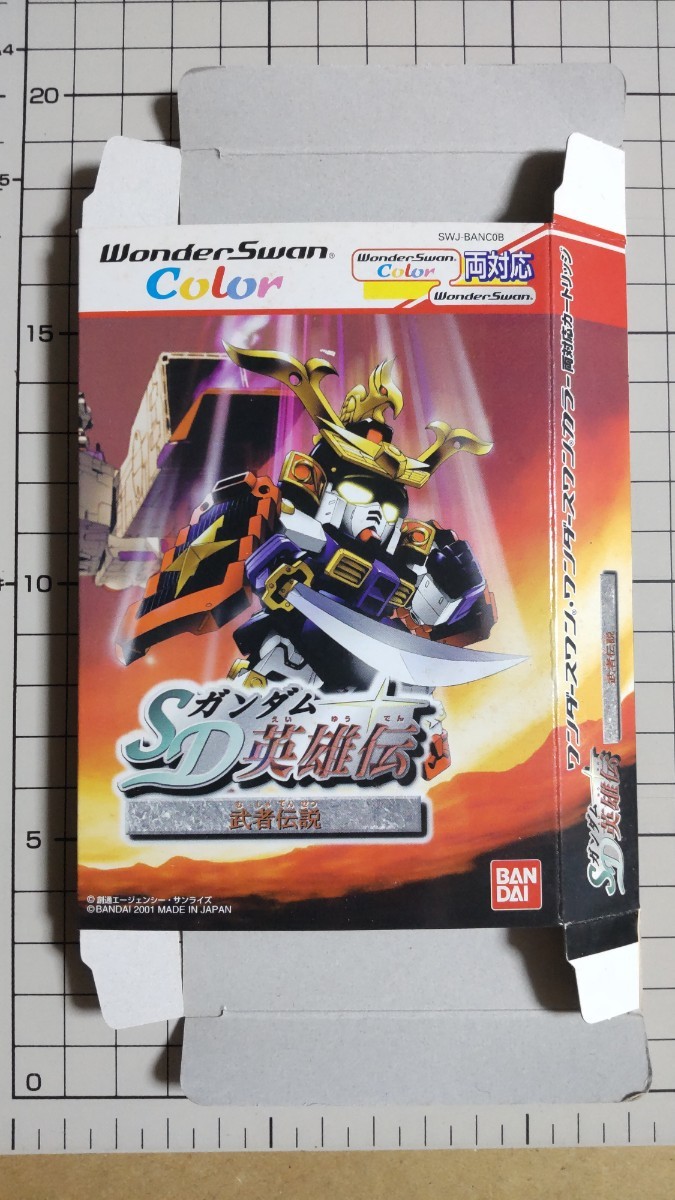 SWJ-BANC0B
WonderSwan®
Color
WonderSwan
Color
両対応
WonderSwan®
SDガンダム
えい ゆう でん
英雄伝
む しゃ でん せつ
武者伝説
©創通エージェンシー・サンライズ
©BANDAI 2001 MADE IN JAPAN
BAN
DAI
ワンダースワン・ワンダースワンカラー両対応カートリッジ
SDガンダム
英雄伝
武者伝説
20
15
10
5
0